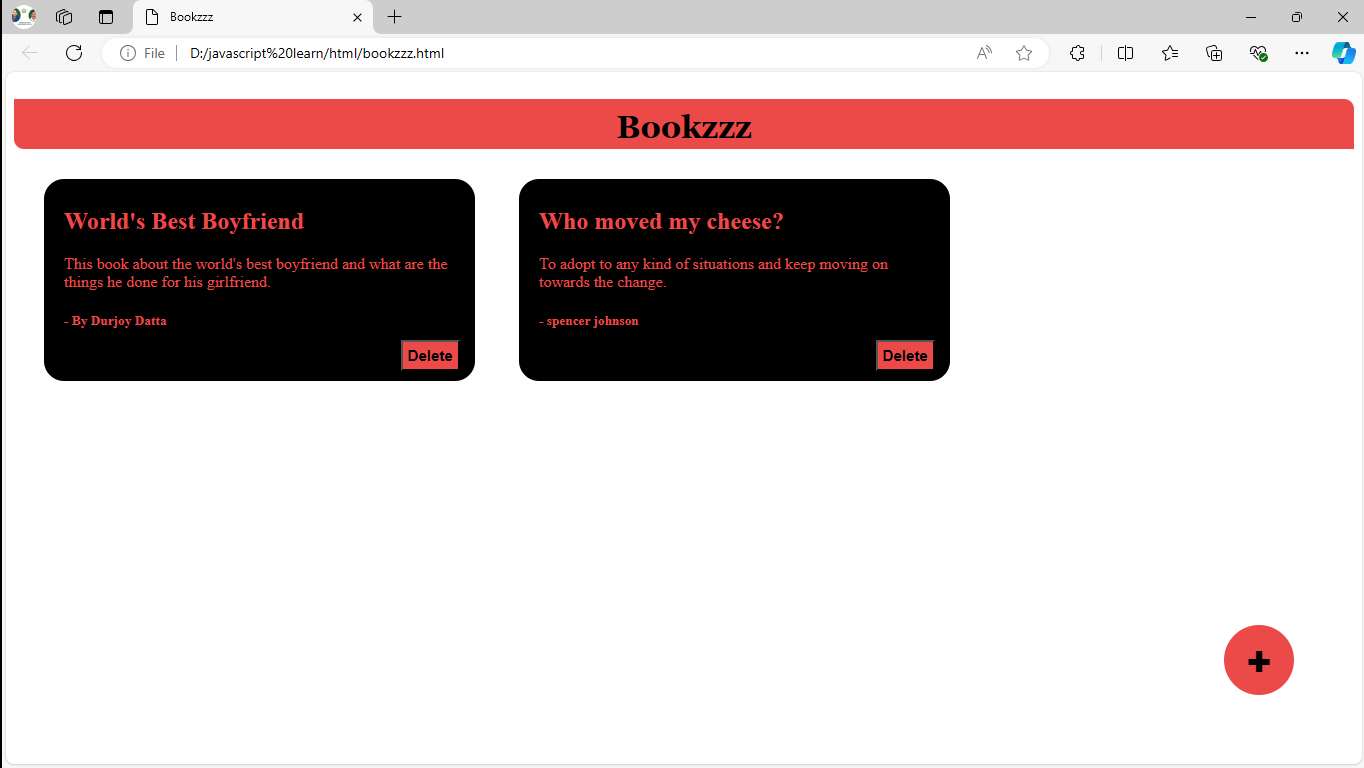 Bookzzz
File
D:/javascript%20learn/html/bookzzz.html
Bookzzz
World's Best Boyfriend
This book about the world's best boyfriend and what are the
things he done for his girlfriend.
- By Durjoy Datta
Delete
Who moved my cheese?
To adopt to any kind of situations and keep moving on
towards the change.
- spencer johnson
Delete
+